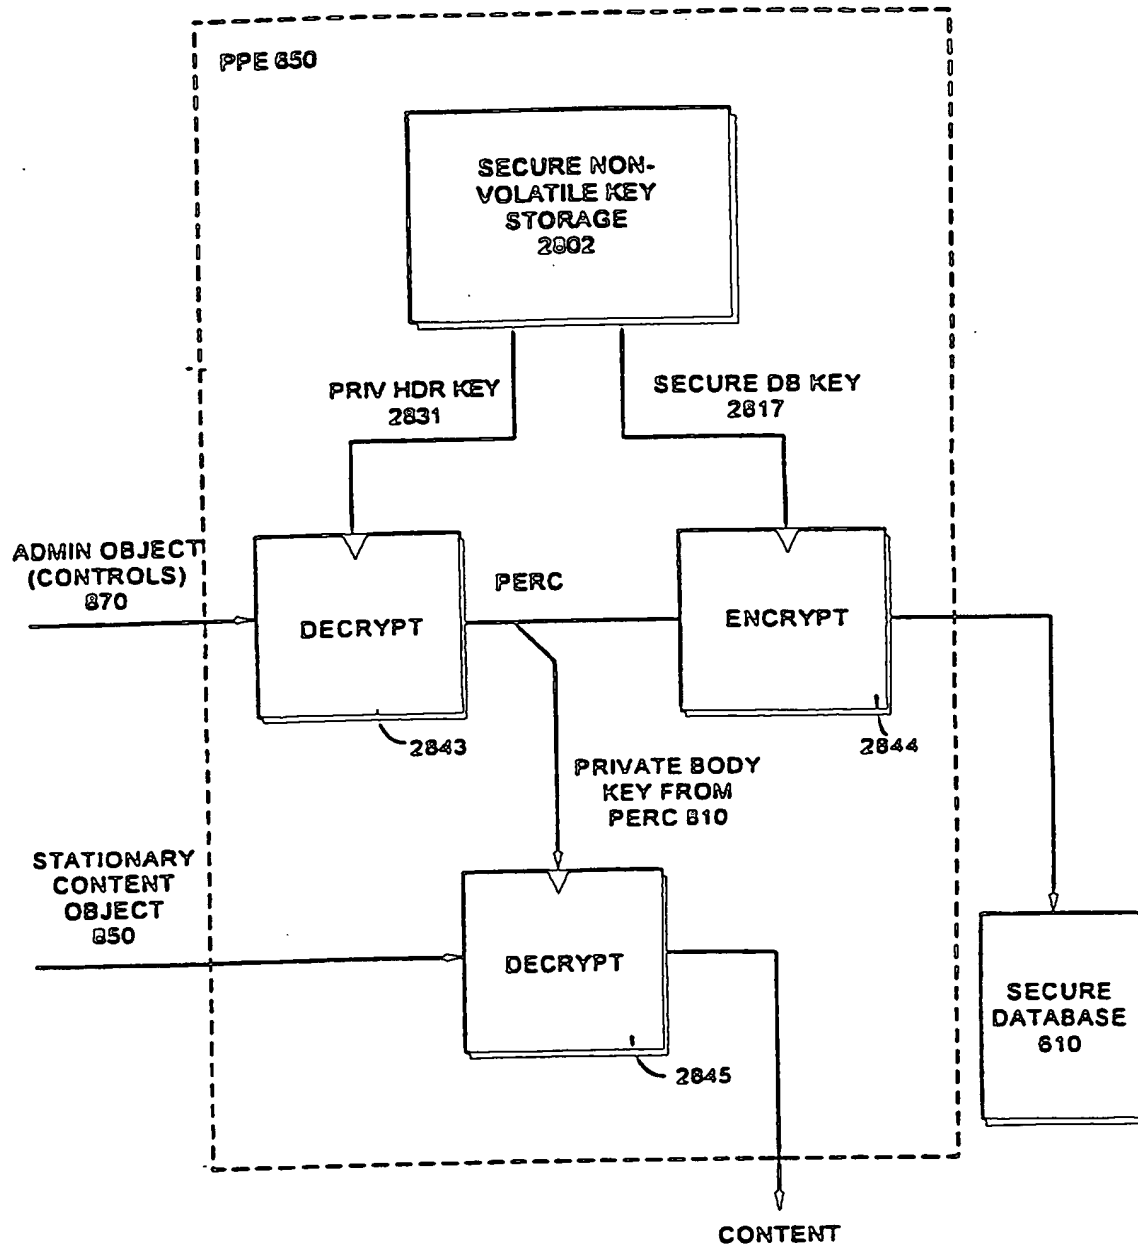 PPE 650
SECURE NON-
VOLATILE KEY
STORAGE
2802
PRIV HDR KEY
2831
SECURE DB KEY
2817
ADMIN OBJECT
(CONTROLS)
870
DECRYPT
PERC
ENCRYPT
2843
2844
PRIVATE BODY
KEY FROM
PERC 810
STATIONARY
CONTENT
OBJECT
850
DECRYPT
2845
SECURE
DATABASE
610
CONTENT